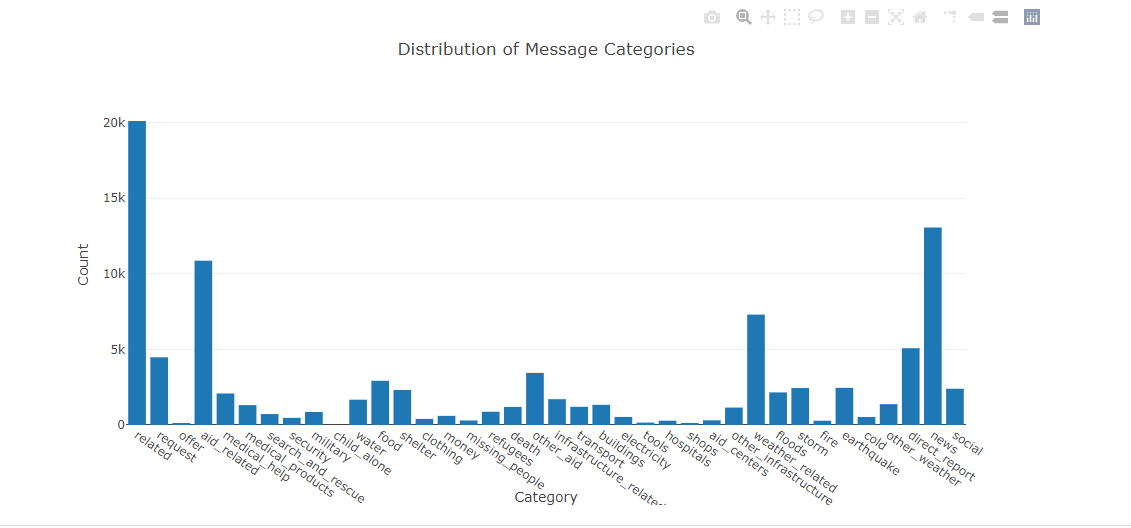 Distribution of Message Categories
20k
15k
10k
5k
0
Count
related
request
offer
aid_related
medical_help
medical_products
search_and_rescue
security
military
child_alone
water
food
shelter
clothing
money
missing_people
refugees
death
other_aid
infrastructure_related
transport
buildings
electricity
tools
hospitals
shops
aid_centers
other_infrastructure
weather_related
floods
storm
fire
earthquake
cold
other_weather
direct_report
news
social
Category